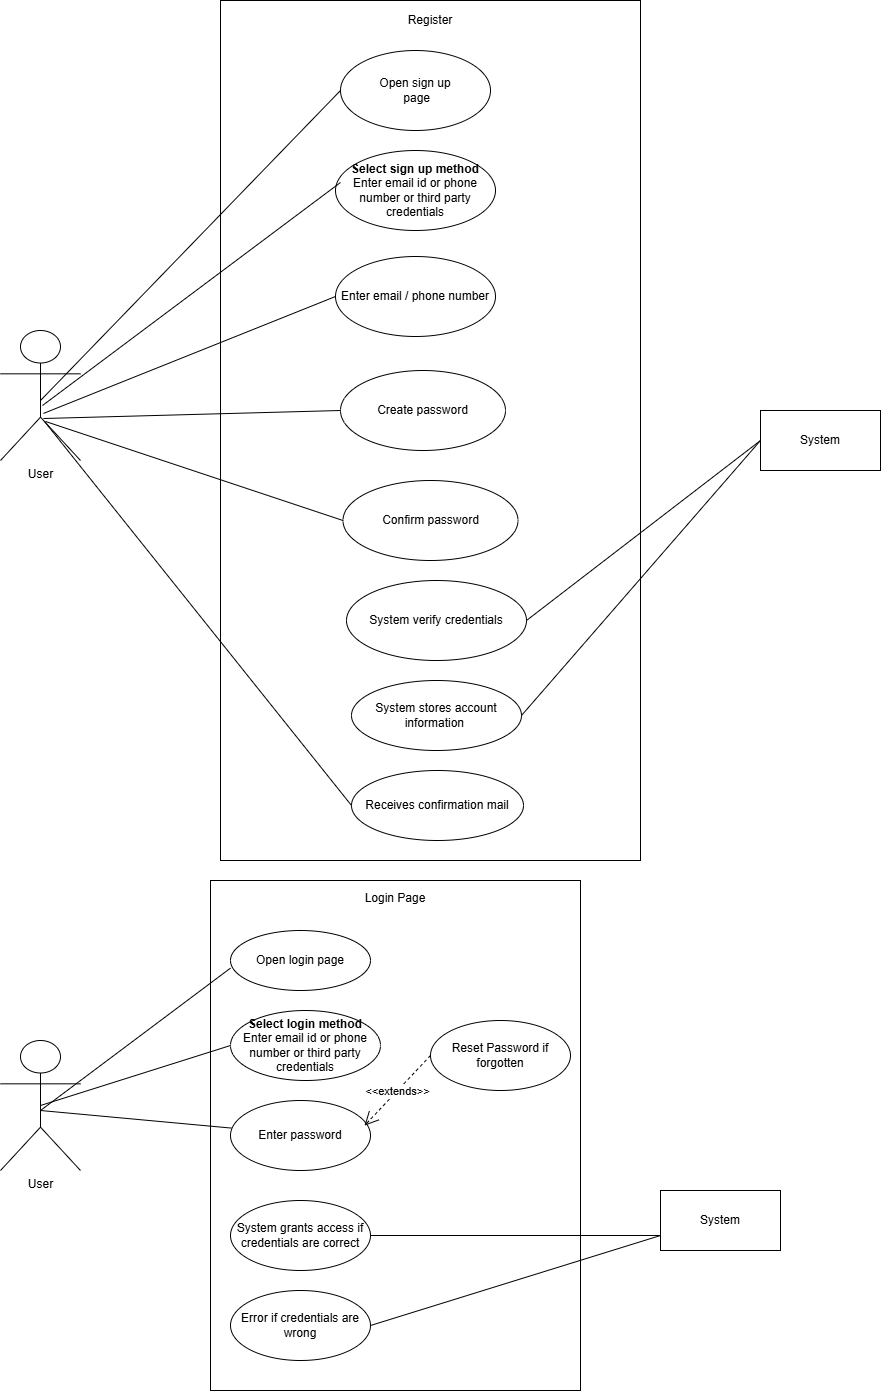 Register
Open sign up
page
Select sign up method
Enter email id or phone
number or third party
credentials
Enter email / phone number
Create password
User
System
Confirm password
System verify credentials
System stores account
information
Receives confirmation mail
Login Page
Open login page
Select login method
Enter email id or phone
number or third party
credentials
Reset Password if
forgotten
<<extends>>
Enter password
User
System grants access if
credentials are correct
System
Error if credentials are
wrong